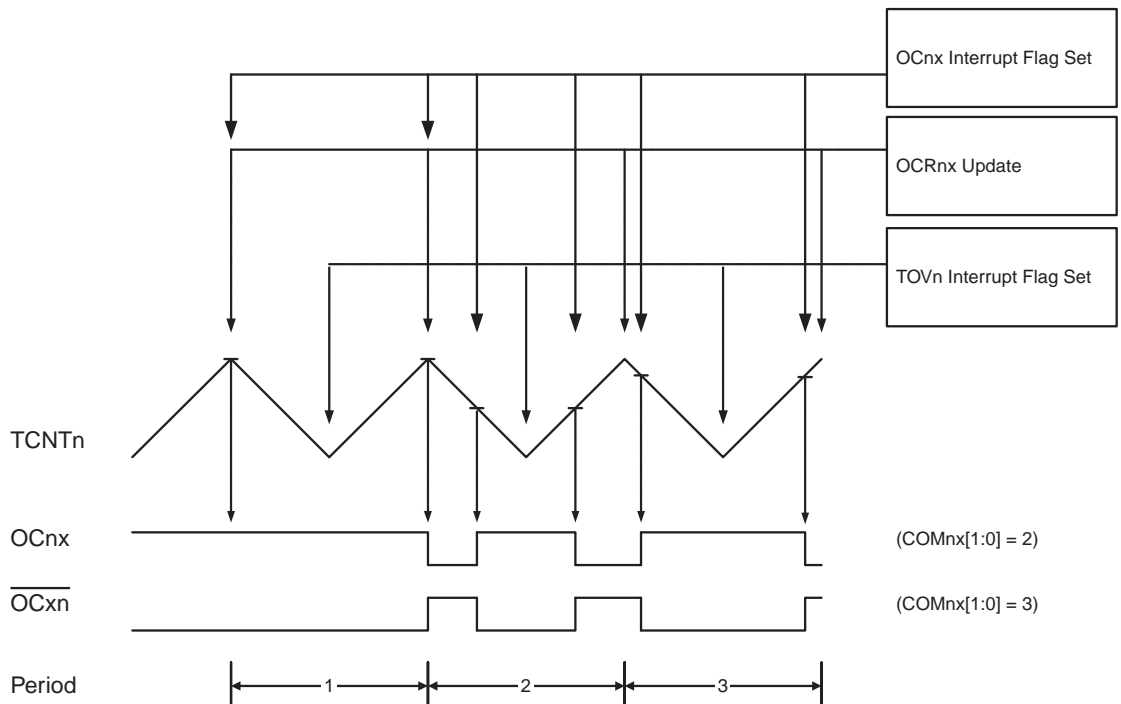 OCnx Interrupt Flag Set
OCRnx Update
TOVn Interrupt Flag Set
TCNTn
OCnx
(COMnx[1:0] = 2)
OCxn
(COMnx[1:0] = 3)
Period
1
2
3